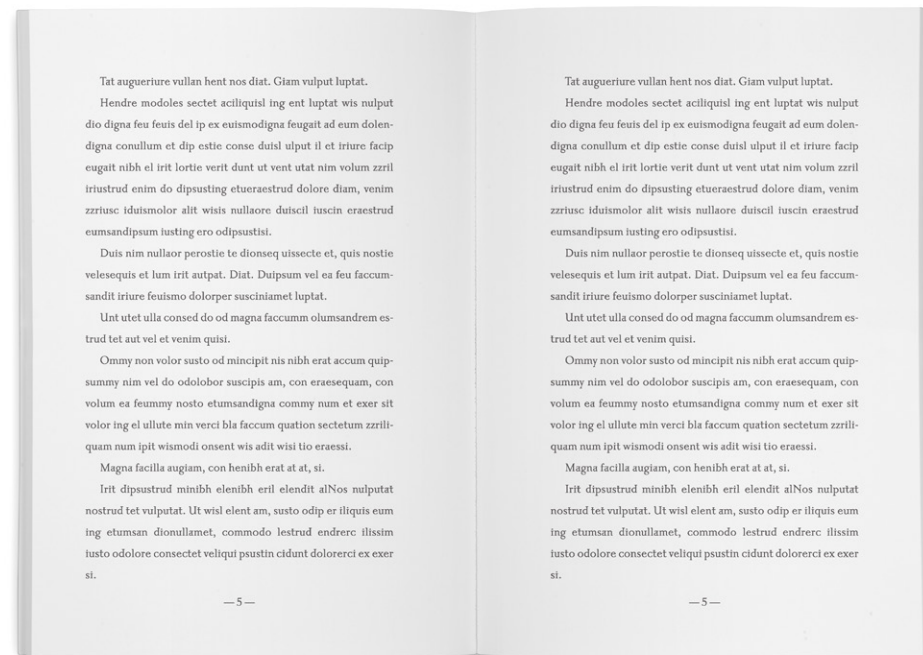 Tat augueriure vullan hent nos diat. Giam vulput luptat.
Hendre modoles sectet aciliquisl ing ent luptat wis nulput
dio digna feu feuis del ip ex euismodigna feugait ad eum dolen-
digna conullum et dip estie conse duisl ulput il et iriure facip
eugait nibh el irit lortie verit dunt ut vent utat nim volum zzril
iriustrud enim do dipsusting etueraestrud dolore diam, venim
zzriusc iduismolor alit wisis nullaore duiscil iuscin eraestrud
eumsandipsum iusting ero odipsustisi.
Duis nim nullaor perostie te dionseq uissecte et, quis nostie
velesequis et lum irit autpat. Diat. Duipsum vel ea feu faccum-
sandit iriure feuismo dolorper susciniamet luptat.
Unt utet ulla consed do od magna faccumm olumsandrem es-
trud tet aut vel et venim quisi.
Ommy non volor susto od mincipit nis nibh erat accum quip-
summy nim vel do odolobor suscipis am, con eraesequam, con
volum ea feummy nosto etumsandigna commy num et exer sit
volor ing el ullute min verci bla faccum quation sectetum zzrili-
quam num ipit wismodi onsent wis adit wisi tio eraessi.
Magna facilla augiam, con henibh erat at at, si.
Irit dipsustrud minibh elenibh eril elendit alNos nulputat
nostrud tet vulputat. Ut wisl elent am, susto odip er iliquis eum
ing etumsan dionullamet, commodo lestrud endrerc ilissim
iusto odolore consectet veliqui psustin cidunt dolorerci ex exer
si.
—5—
Tat augueriure vullan hent nos diat. Giam vulput luptat.
Hendre modoles sectet aciliquisl ing ent luptat wis nulput
dio digna feu feuis del ip ex euismodigna feugait ad eum dolen-
digna conullum et dip estie conse duisl ulput il et iriure facip
eugait nibh el irit lortie verit dunt ut vent utat nim volum zzril
iriustrud enim do dipsusting etueraestrud dolore diam, venim
zzriusc iduismolor alit wisis nullaore duiscil iuscin eraestrud
eumsandipsum iusting ero odipsustisi.
Duis nim nullaor perostie te dionseq uissecte et, quis nostie
velesequis et lum irit autpat. Diat. Duipsum vel ea feu faccum-
sandit iriure feuismo dolorper susciniamet luptat.
Unt utet ulla consed do od magna faccumm olumsandrem es-
trud tet aut vel et venim quisi.
Ommy non volor susto od mincipit nis nibh erat accum quip-
summy nim vel do odolobor suscipis am, con eraesequam, con
volum ea feummy nosto etumsandigna commy num et exer sit
volor ing el ullute min verci bla faccum quation sectetum zzrili-
quam num ipit wismodi onsent wis adit wisi tio eraessi.
Magna facilla augiam, con henibh erat at at, si.
Irit dipsustrud minibh elenibh eril elendit alNos nulputat
nostrud tet vulputat. Ut wisl elent am, susto odip er iliquis eum
ing etumsan dionullamet, commodo lestrud endrerc ilissim
iusto odolore consectet veliqui psustin cidunt dolorerci ex exer
si.
—5—